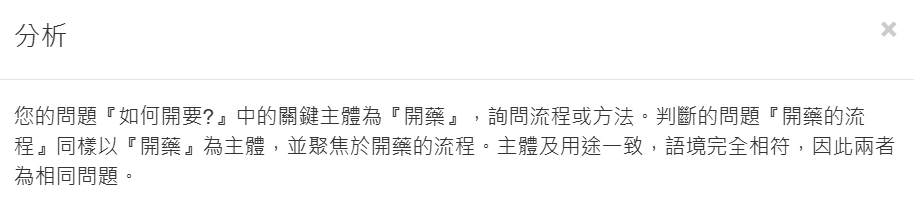 分析
×
您的問題『如何開要?』中的關鍵主體為『開藥』，詢問流程或方法。判斷的問題『開藥的流
程』同樣以『開藥』為主體，並聚焦於開藥的流程。主體及用途一致，語境完全相符，因此兩者
為相同問題。